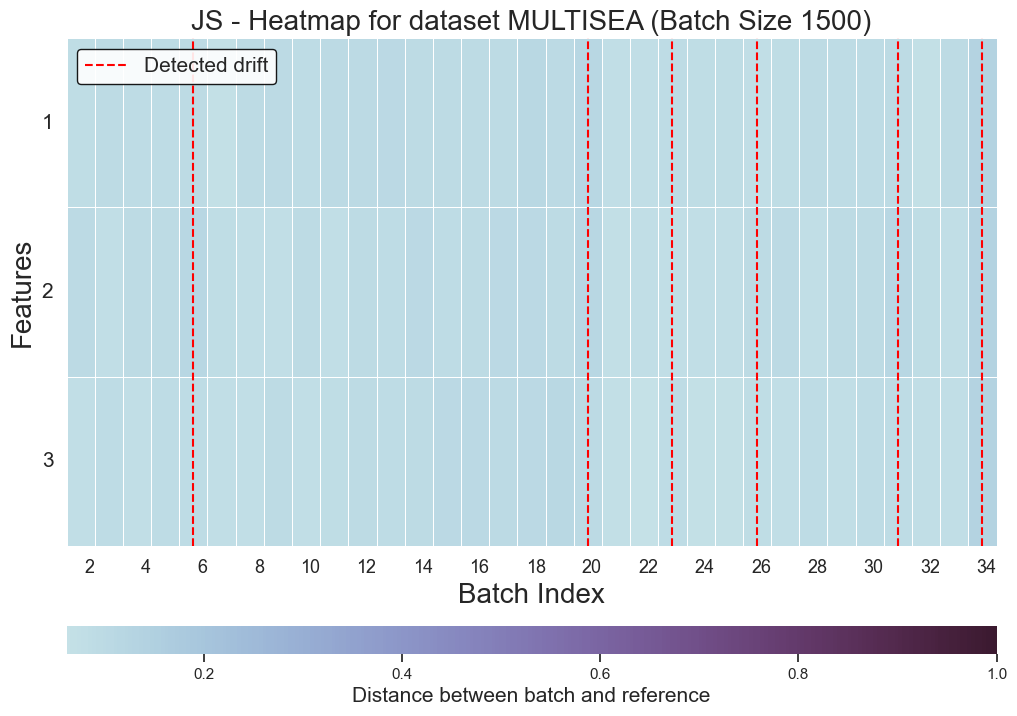 JS - Heatmap for dataset MULTISEA (Batch Size 1500)
Detected drift
Features
1
2
3
2 4 6 8 10 12 14 16 18 20 22 24 26 28 30 32 34
Batch Index
0.2 0.4 0.6 0.8 1.0
Distance between batch and reference